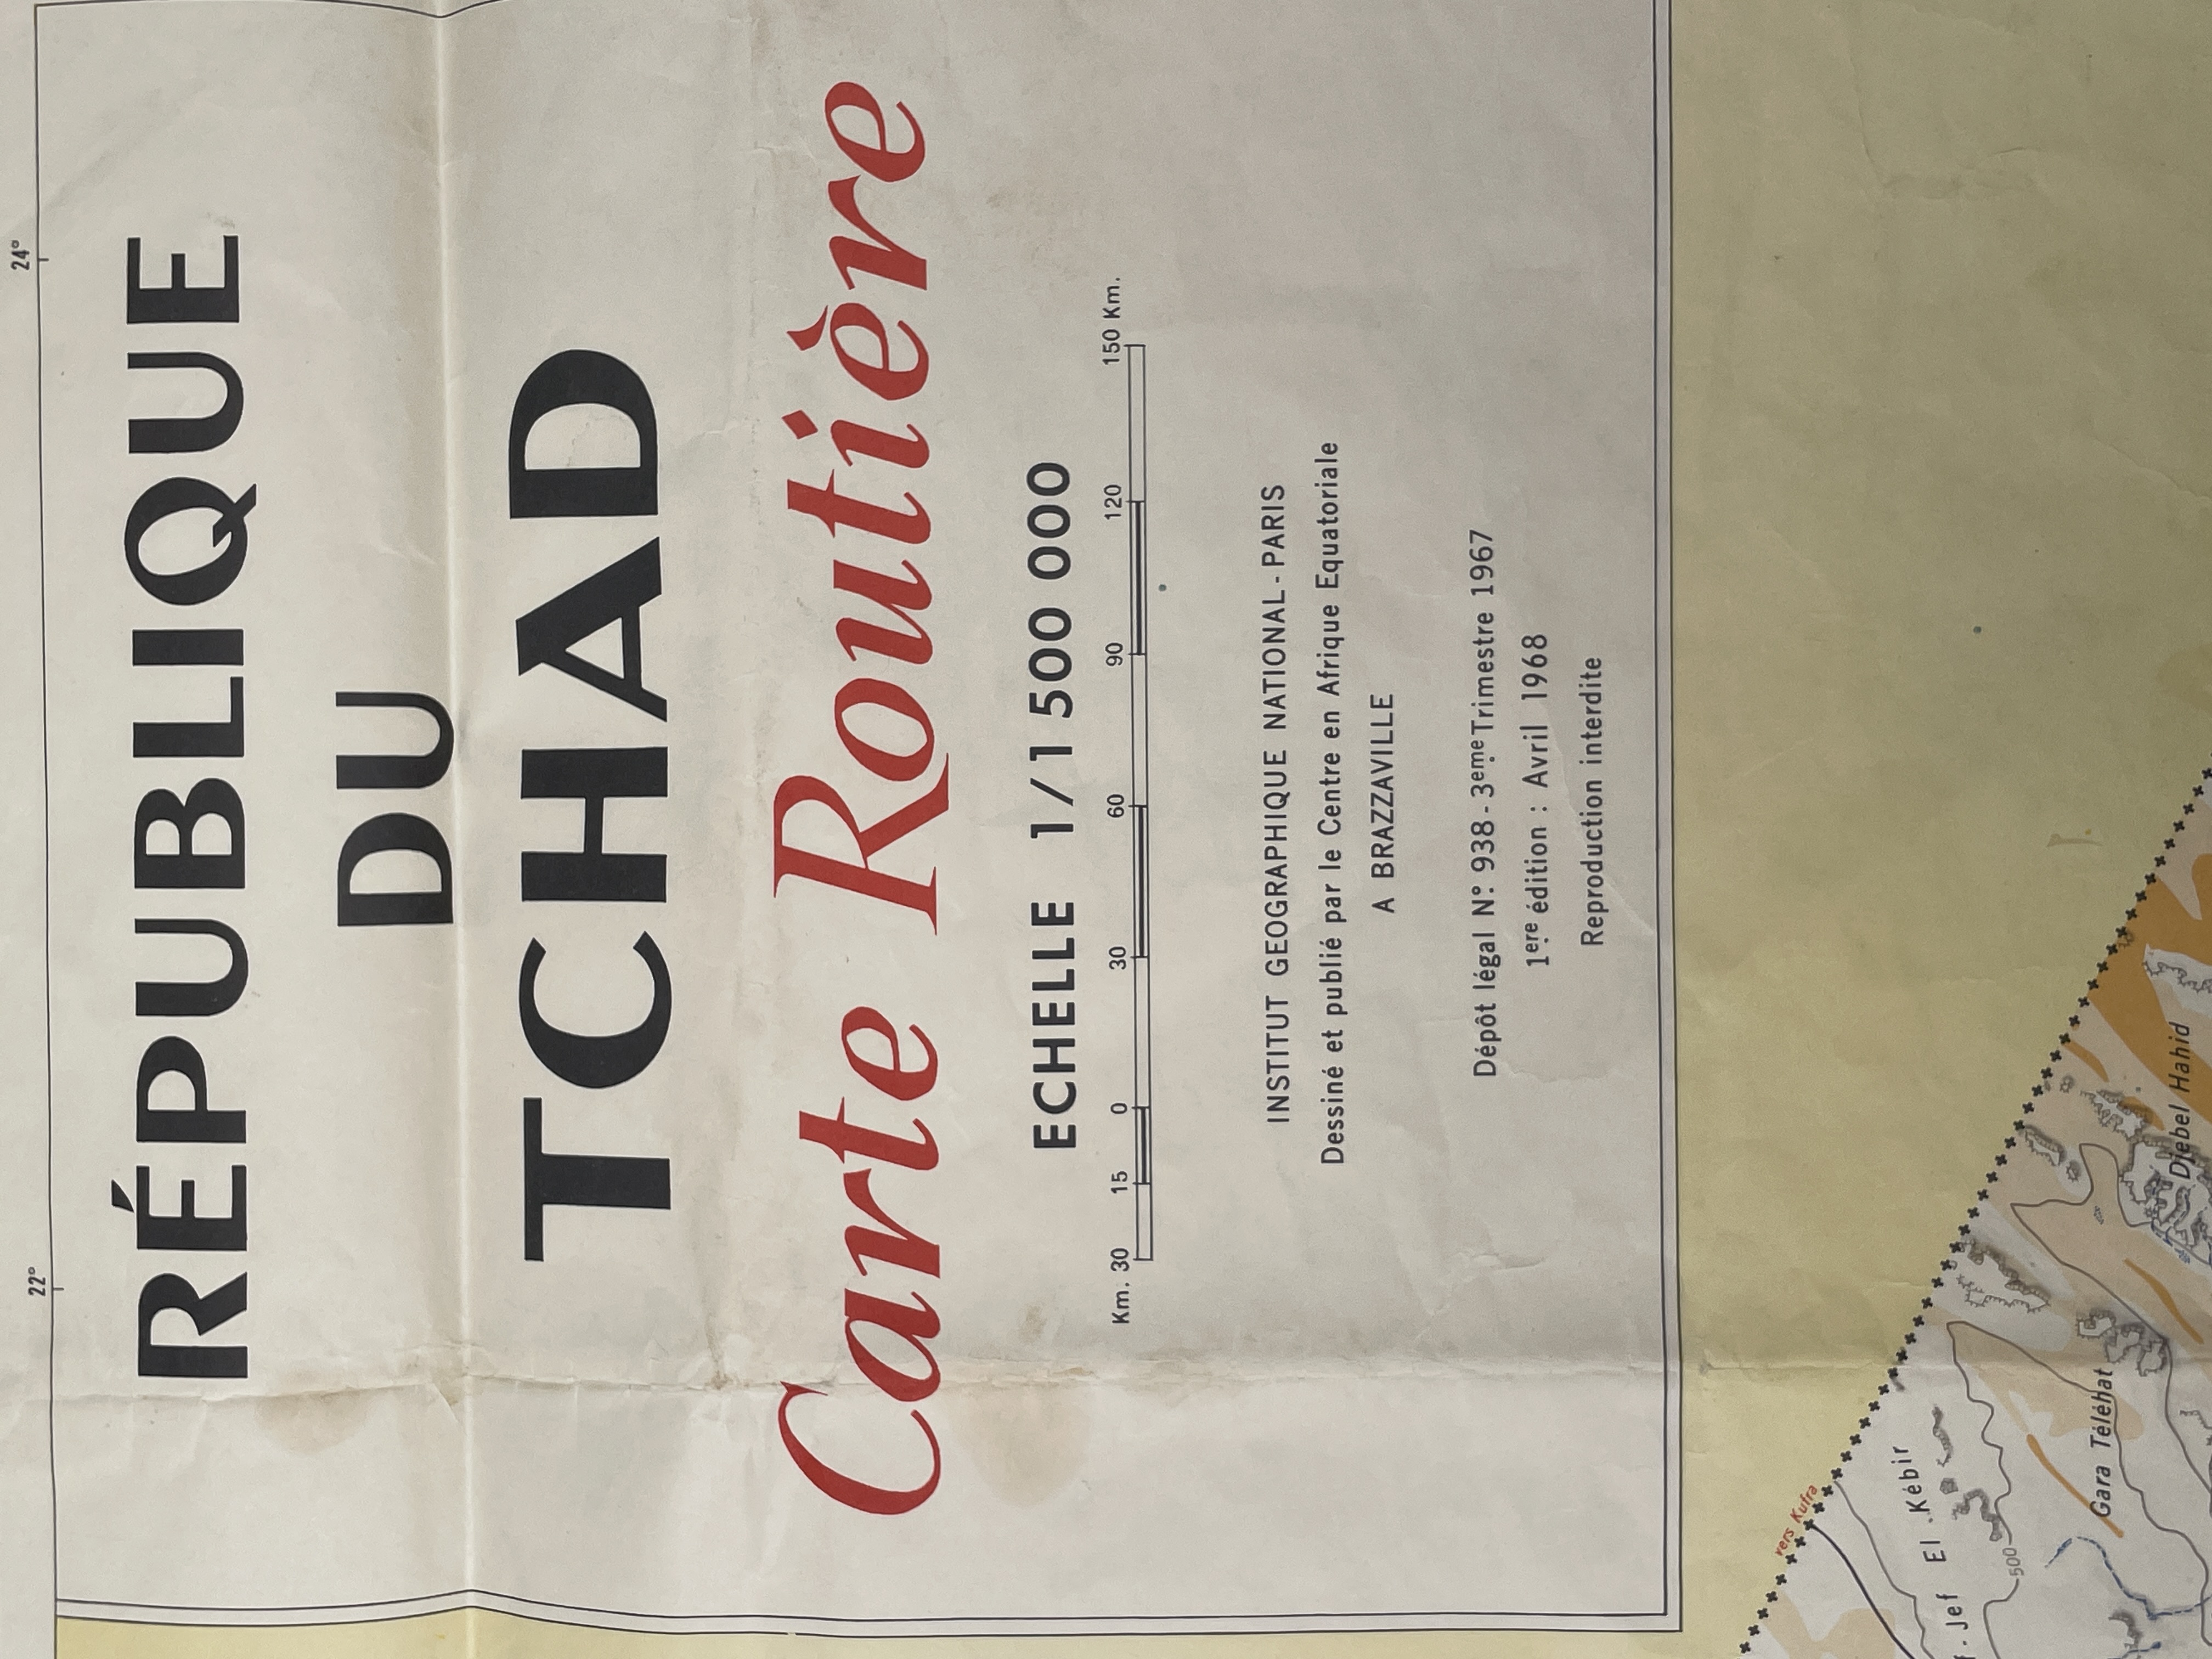 24°
22°
RÉPUBLIQUE
DU
TCHAD
Carte Routière
ECHELLE 1/1 500 000
Km. 30 15 0 30 60 90 120 150 Km.
INSTITUT GEOGRAPHIQUE NATIONAL - PARIS
Dessiné et publié par le Centre en Afrique Equatoriale
A BRAZZAVILLE
Dépôt légal N° 938 - 3ème Trimestre 1967
1ere édition : Avril 1968
Reproduction interdite
vers Kufra
Jef El Kébir
500
Gara Téléhat
Djebel Hahid